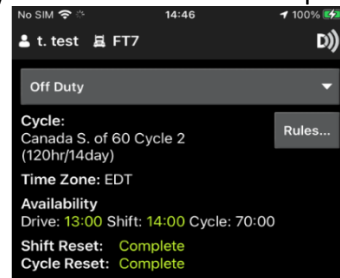 No SIM 14:46 100%
t. test FT7 D))
Off Duty
Cycle:
Canada S. of 60 Cycle 2
(120hr/14day)
Rules...
Time Zone: EDT
Availability
Drive: 13:00 Shift: 14:00 Cycle: 70:00
Shift Reset: Complete
Cycle Reset: Complete